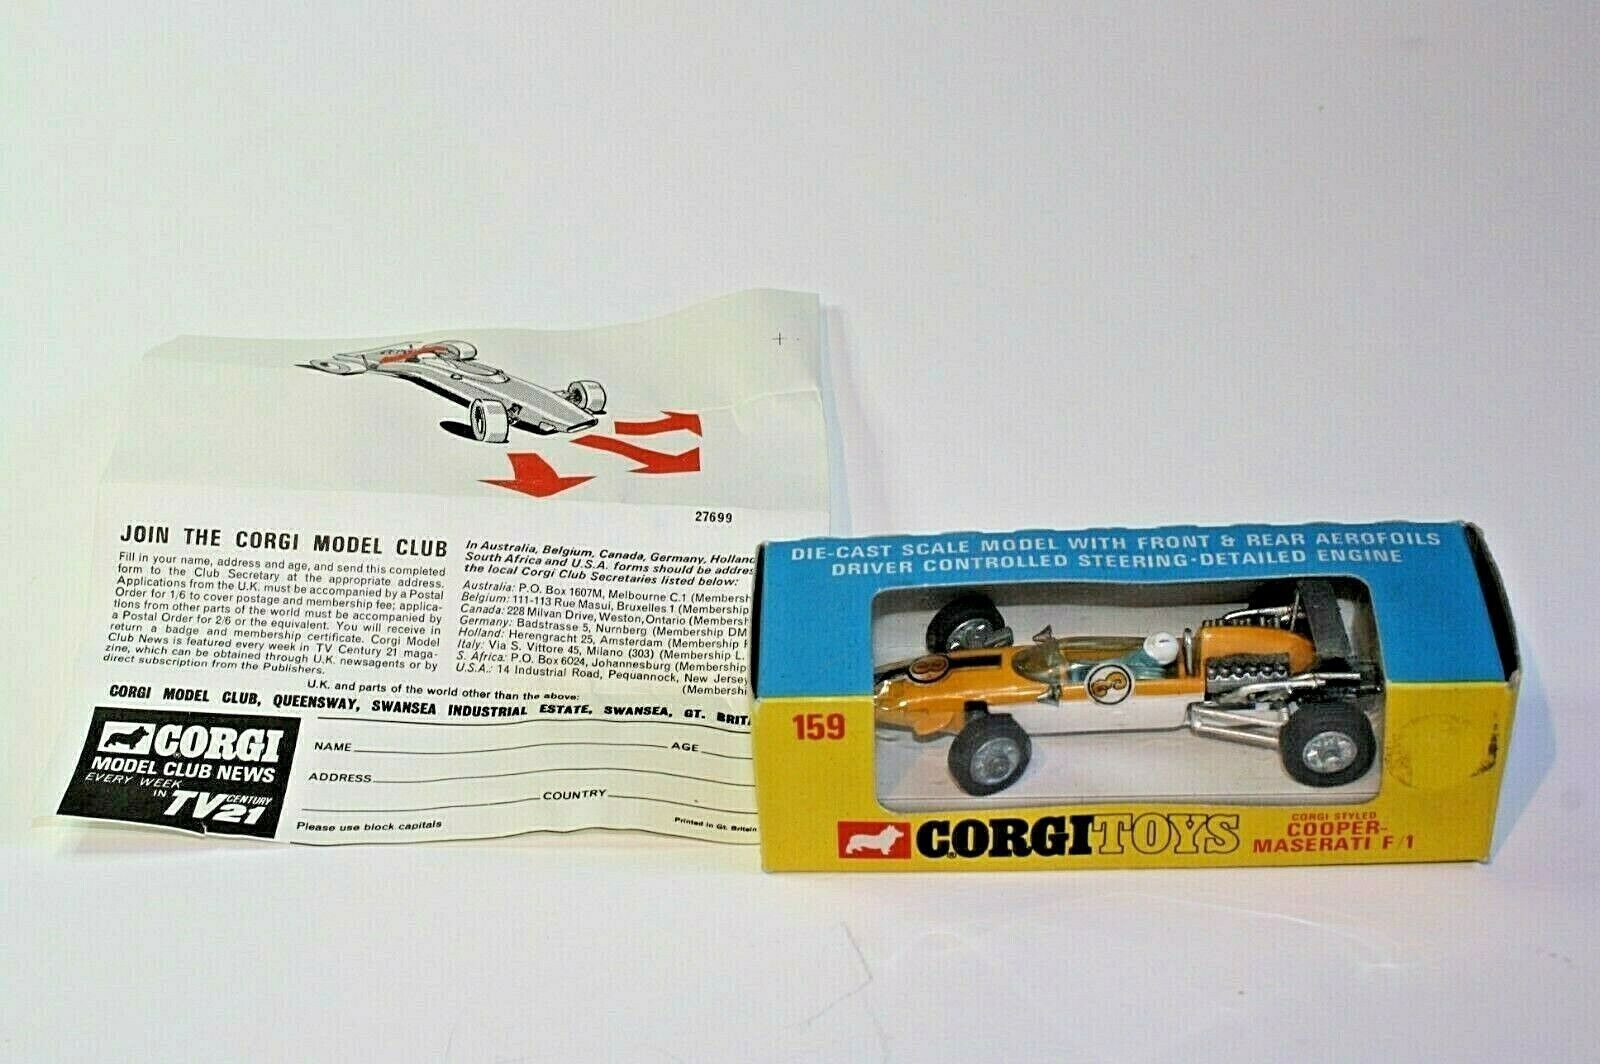 27699
JOIN THE CORGI MODEL CLUB
Fill in your name, address and age, and send this completed
form to the Club Secretary at the appropriate address.
Applications from the U.K. must be accompanied by a Postal
Order for 1/6 to cover postage and membership fee; applica-
tions from other parts of the world must be accompanied by
a Postal Order for 2/6 or the equivalent. You will receive in
return a badge and membership certificate. Corgi Model
Club News is featured every week in TV Century 21 maga-
zine, which can be obtained through U.K. newsagents or by
direct subscription from the Publishers.
In Australia, Belgium, Canada, Germany, Holland
South Africa and U.S.A. forms should be addres
the local Corgi Club Secretaries listed below:
Australia: P.O. Box 1607M, Melbourne C.1 (Membersh
Belgium: 111-113 Rue Masui, Bruxelles 1 (Membership
Canada: 228 Milvan Drive, Weston, Ontario (Membersh
Germany: Badstrasse 5, Nurnberg (Membership DM
Holland: Herengracht 25, Amsterdam (Membership F
Italy: Via S. Vittore 45, Milano (303) (Membership L.
S. Africa: P.O. Box 6024, Johannesburg (Membership
U.S.A.: 14 Industrial Road, Pequannock, New Jersey
(Membershi
U.K. and parts of the world other than the above:
CORGI MODEL CLUB, QUEENSWAY, SWANSEA INDUSTRIAL ESTATE, SWANSEA, GT. BRIT
CORGI
MODEL CLUB NEWS
EVERY WEEK
IN
TV CENTURY
21
NAME AGE
ADDRESS
COUNTRY
Please use block capitals
Printed in Gt. Britain
DIE-CAST SCALE MODEL WITH FRONT & REAR AEROFOILS
DRIVER CONTROLLED STEERING-DETAILED ENGINE
159
3
3
CORGI TOYS
CORGI STYLED
COOPER-
MASERATI F/1